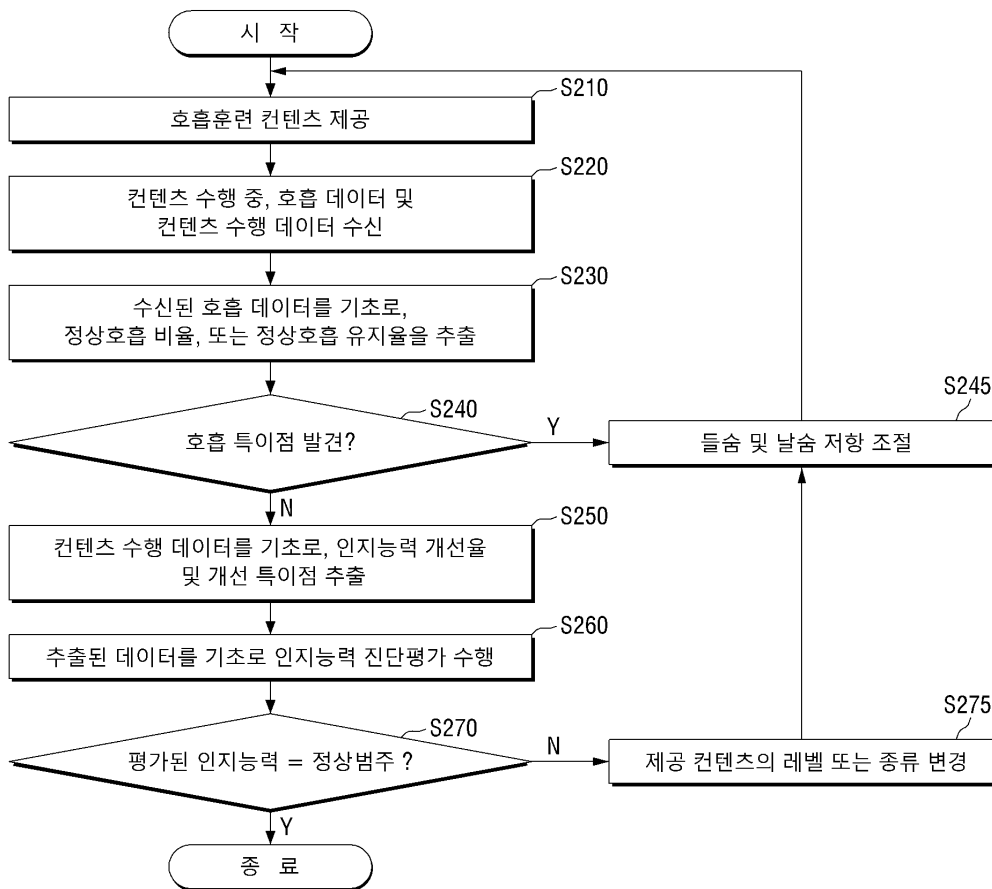 시 작
S210
호흡훈련 컨텐츠 제공
S220
컨텐츠 수행 중, 호흡 데이터 및
컨텐츠 수행 데이터 수신
S230
수신된 호흡 데이터를 기초로,
정상호흡 비율, 또는 정상호흡 유지율을 추출
S240
호흡 특이점 발견?
Y
S245
들숨 및 날숨 저항 조절
N
S250
컨텐츠 수행 데이터를 기초로, 인지능력 개선율
및 개선 특이점 추출
S260
추출된 데이터를 기초로 인지능력 진단평가 수행
S270
평가된 인지능력 = 정상범주 ?
N
S275
제공 컨텐츠의 레벨 또는 종류 변경
Y
종 료